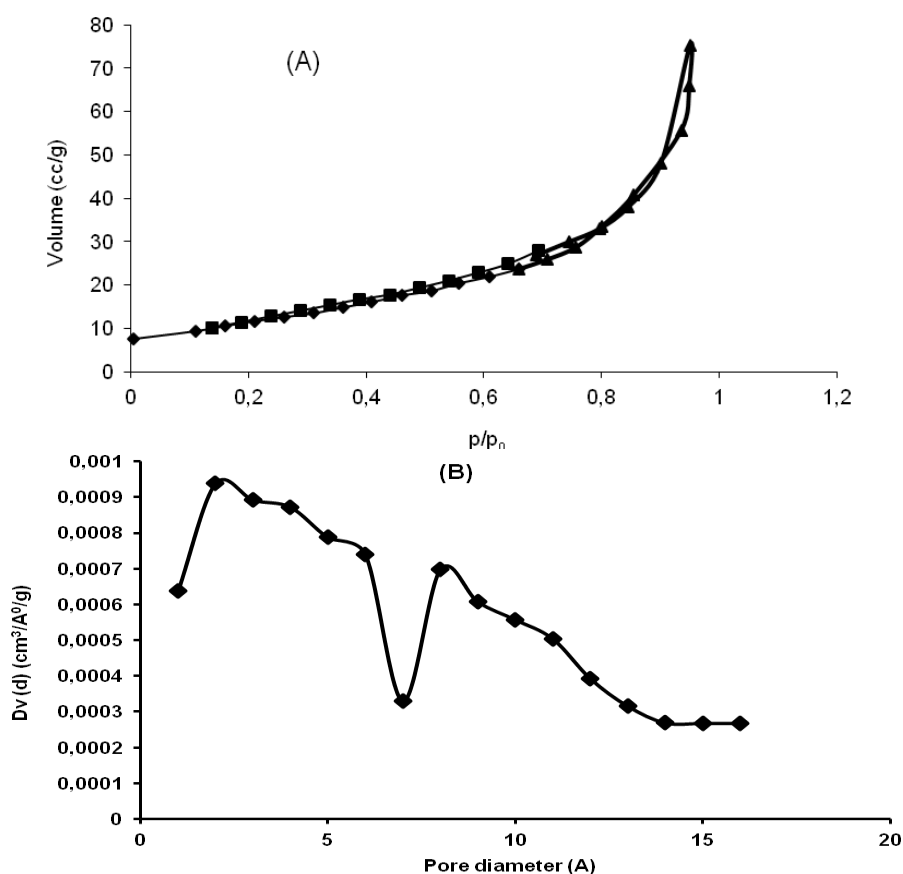 (A)
80
70
60
50
40
30
20
10
0
Volume (cc/g)
0 0,2 0,4 0,6 0,8 1 1,2
p/p₀
(B)
0,001
0,0009
0,0008
0,0007
0,0006
0,0005
0,0004
0,0003
0,0002
0,0001
0
Dv (d) (cm³/A⁰/g)
0 5 10 15 20
Pore diameter (A)